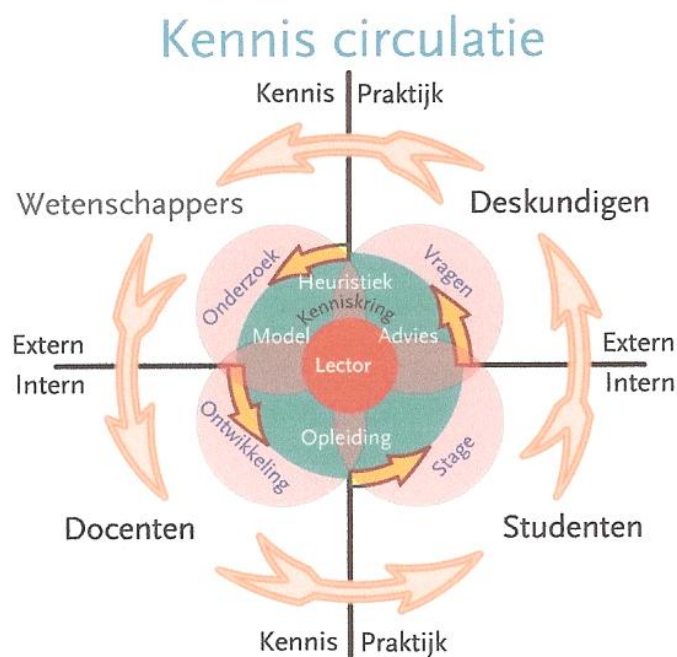 Kennis circulatie
Kennis Praktijk
Wetenschappers
Deskundigen
Onderzoek
Vragen
Heuristiek
Kenniskring
Model
Advies
Extern
Extern
Lector
Intern
Intern
Opleiding
Ontwikkeling
Stage
Docenten
Studenten
Kennis Praktijk